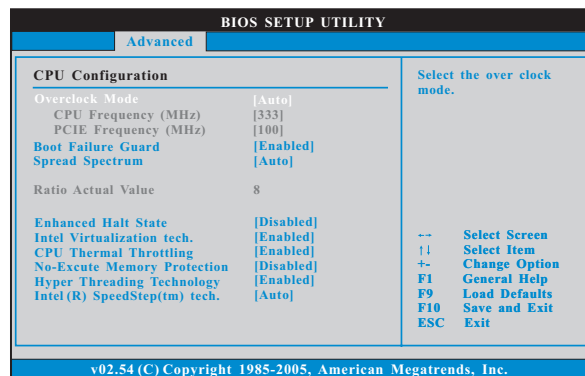 BIOS SETUP UTILITY
Advanced
CPU Configuration
Overclock Mode [Auto]
CPU Frequency (MHz) [333]
PCIE Frequency (MHz) [100]
Boot Failure Guard [Enabled]
Spread Spectrum [Auto]
Ratio Actual Value 8
Enhanced Halt State [Disabled]
Intel Virtualization tech. [Enabled]
CPU Thermal Throttling [Enabled]
No-Excute Memory Protection [Disabled]
Hyper Threading Technology [Enabled]
Intel (R) SpeedStep(tm) tech. [Auto]
Select the over clock
mode.
←→ Select Screen
↑↓ Select Item
+- Change Option
F1 General Help
F9 Load Defaults
F10 Save and Exit
ESC Exit
v02.54 (C) Copyright 1985-2005, American Megatrends, Inc.